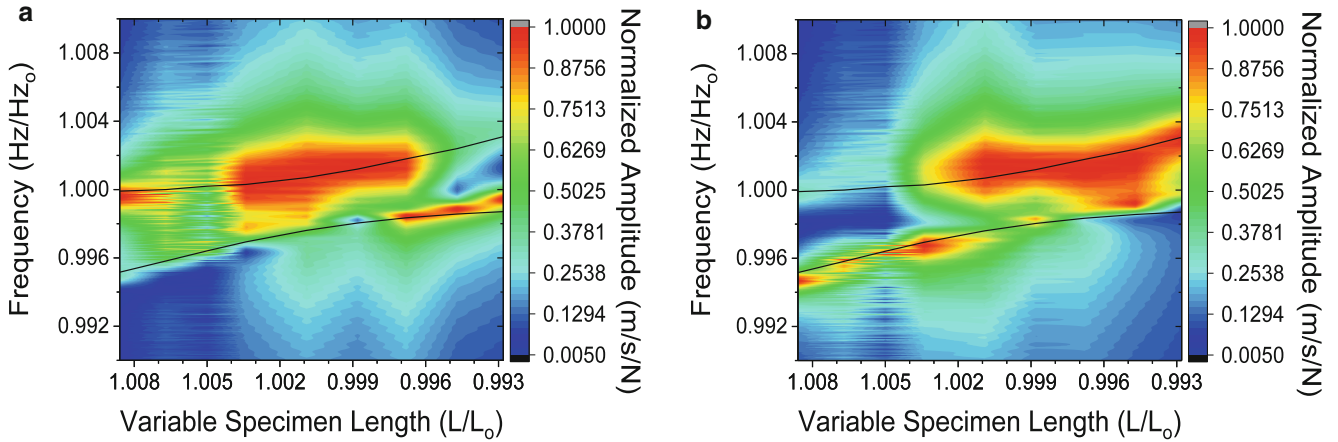 a
Frequency (Hz/Hzo)
1.008
1.004
1.000
0.996
0.992
1.008 1.005 1.002 0.999 0.996 0.993
Variable Specimen Length (L/Lo)
1.0000
0.8756
0.7513
0.6269
0.5025
0.3781
0.2538
0.1294
0.0050
Normalized Amplitude (m/s/N)
b
Frequency (Hz/Hzo)
1.008
1.004
1.000
0.996
0.992
1.008 1.005 1.002 0.999 0.996 0.993
Variable Specimen Length (L/Lo)
1.0000
0.8756
0.7513
0.6269
0.5025
0.3781
0.2538
0.1294
0.0050
Normalized Amplitude (m/s/N)